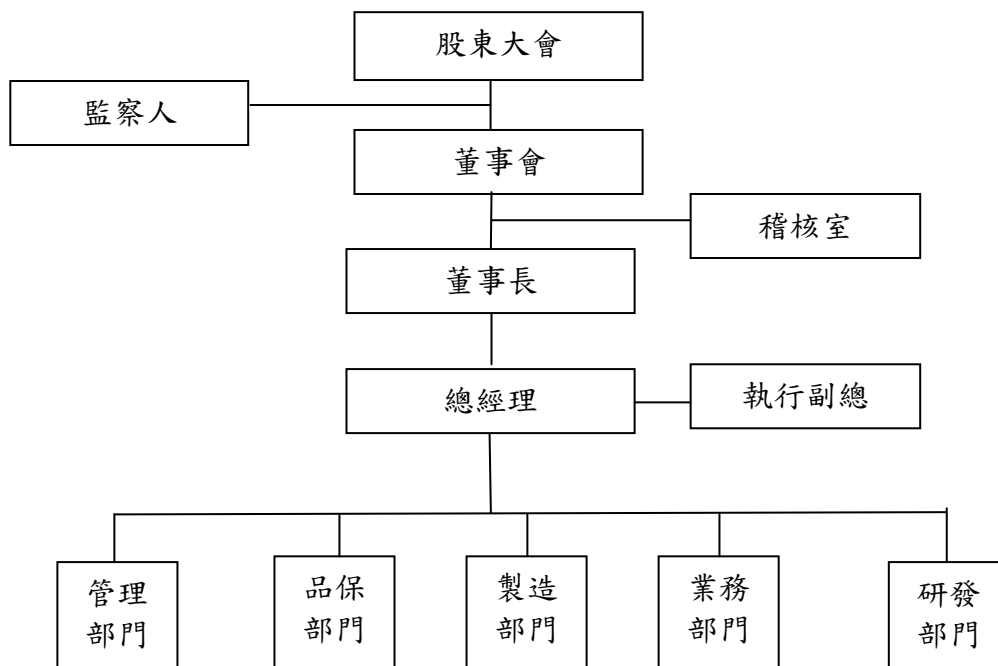 股東大會
監察人
董事會
稽核室
董事長
總經理
執行副總
管理
部門
品保
部門
製造
部門
業務
部門
研發
部門